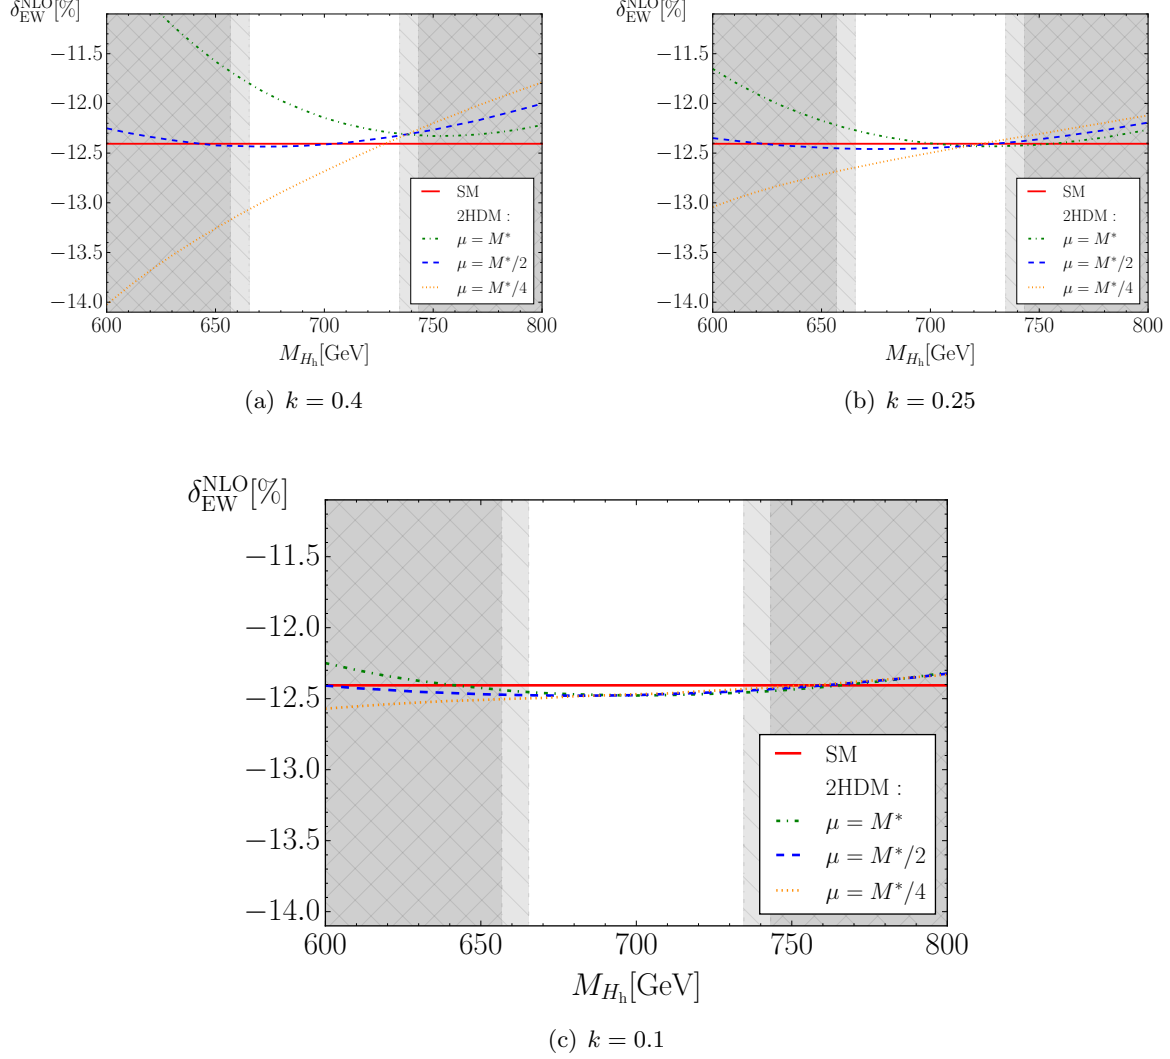 δ_EW^NLO[%]
−11.5
−12.0
−12.5
−13.0
−13.5
−14.0
600 650 700 750 800
M_{H_h}[GeV]
SM
2HDM :
μ = M*
μ = M*/2
μ = M*/4
(a) k = 0.4
δ_EW^NLO[%]
−11.5
−12.0
−12.5
−13.0
−13.5
−14.0
600 650 700 750 800
M_{H_h}[GeV]
SM
2HDM :
μ = M*
μ = M*/2
μ = M*/4
(b) k = 0.25
δ_EW^NLO[%]
−11.5
−12.0
−12.5
−13.0
−13.5
−14.0
600 650 700 750 800
M_{H_h}[GeV]
SM
2HDM :
μ = M*
μ = M*/2
μ = M*/4
(c) k = 0.1